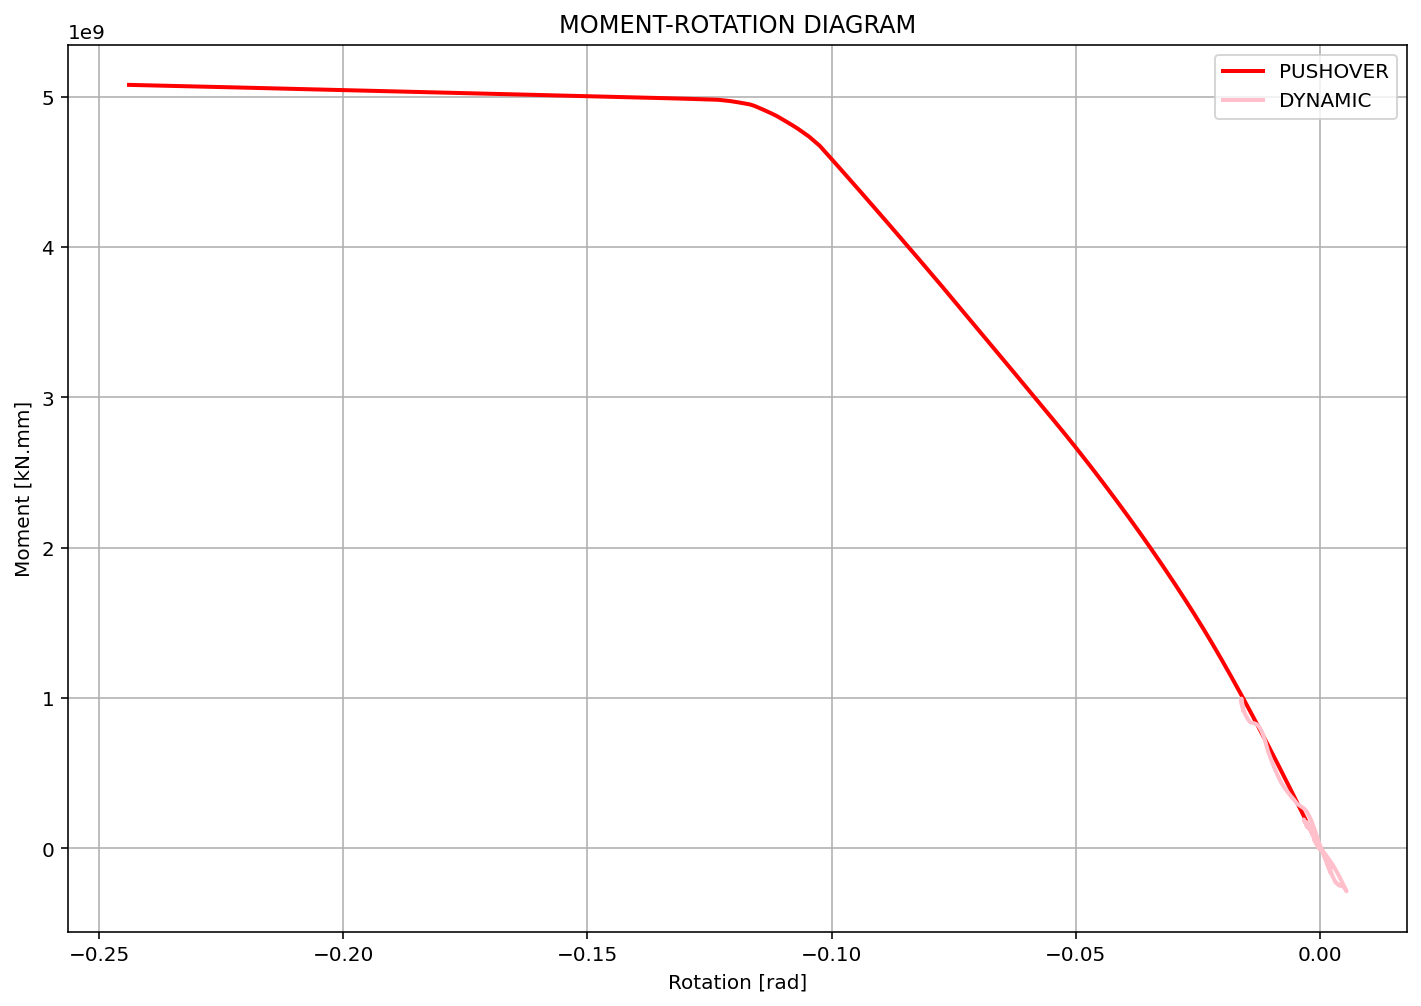 MOMENT-ROTATION DIAGRAM
1e9
PUSHOVER
DYNAMIC
5
4
3
2
1
0
Moment [kN.mm]
−0.25
−0.20
−0.15
−0.10
−0.05
0.00
Rotation [rad]